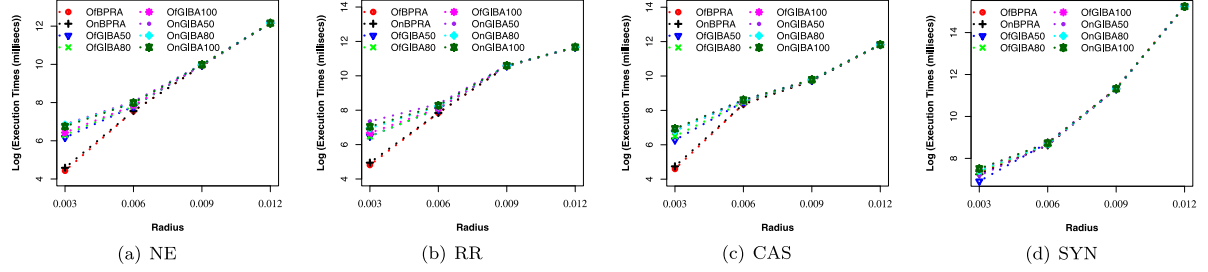 Log (Execution Times (millisecs))
12
10
8
6
4
OfBPRA
OnBPRA
OfGIBA50
OfGIBA80
OfGIBA100
OnGIBA50
OnGIBA80
OnGIBA100
0.003 0.006 0.009 0.012
Radius
(a) NE
Log (Execution Times (millisecs))
14
12
10
8
6
4
OfBPRA
OnBPRA
OfGIBA50
OfGIBA80
OfGIBA100
OnGIBA50
OnGIBA80
OnGIBA100
0.003 0.006 0.009 0.012
Radius
(b) RR
Log (Execution Times (millisecs))
14
12
10
8
6
4
OfBPRA
OnBPRA
OfGIBA50
OfGIBA80
OfGIBA100
OnGIBA50
OnGIBA80
OnGIBA100
0.003 0.006 0.009 0.012
Radius
(c) CAS
Log (Execution Times (millisecs))
14
12
10
8
OfBPRA
OnBPRA
OfGIBA50
OfGIBA80
OfGIBA100
OnGIBA50
OnGIBA80
OnGIBA100
0.003 0.006 0.009 0.012
Radius
(d) SYN